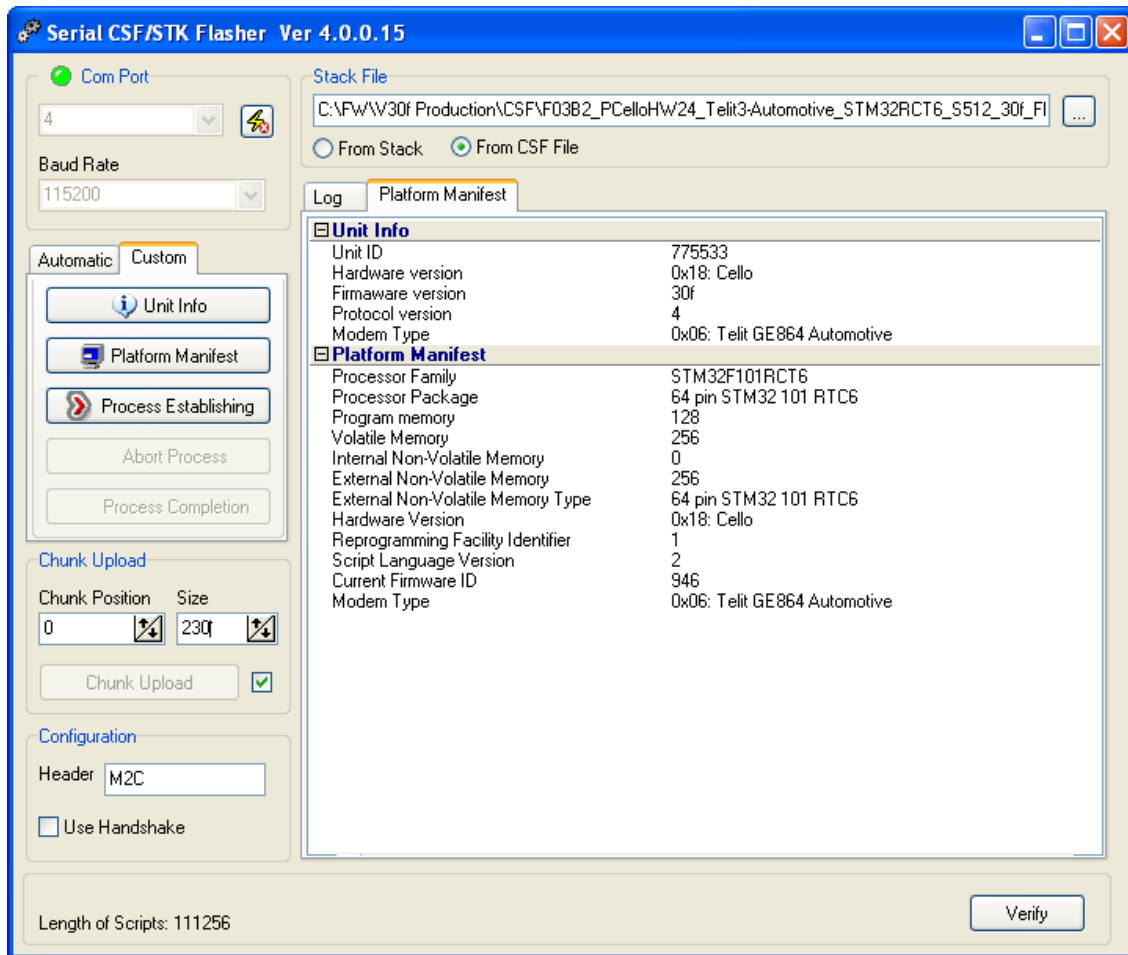 Serial CSF/STK Flasher Ver 4.0.0.15
Com Port
4
Baud Rate
115200
Stack File
C:\FW\V30f Production\CSF\F03B2_PCelloHW24_Telit3-Automotive_STM32RCT6_S512_30f_Fl
...
From Stack
From CSF File
Automatic
Custom
Unit Info
Platform Manifest
Process Establishing
Abort Process
Process Completion
Chunk Upload
Chunk Position Size
0 230
Chunk Upload
Configuration
Header M2C
Use Handshake
Log
Platform Manifest
Unit Info
Unit ID 775533
Hardware version 0x18: Cello
Firmaware version 30f
Protocol version 4
Modem Type 0x06: Telit GE864 Automotive
Platform Manifest
Processor Family STM32F101RCT6
Processor Package 64 pin STM32 101 RTC6
Program memory 128
Volatile Memory 256
Internal Non-Volatile Memory 0
External Non-Volatile Memory 256
External Non-Volatile Memory Type 64 pin STM32 101 RTC6
Hardware Version 0x18: Cello
Reprogramming Facility Identifier 1
Script Language Version 2
Current Firmware ID 946
Modem Type 0x06: Telit GE864 Automotive
Length of Scripts: 111256
Verify